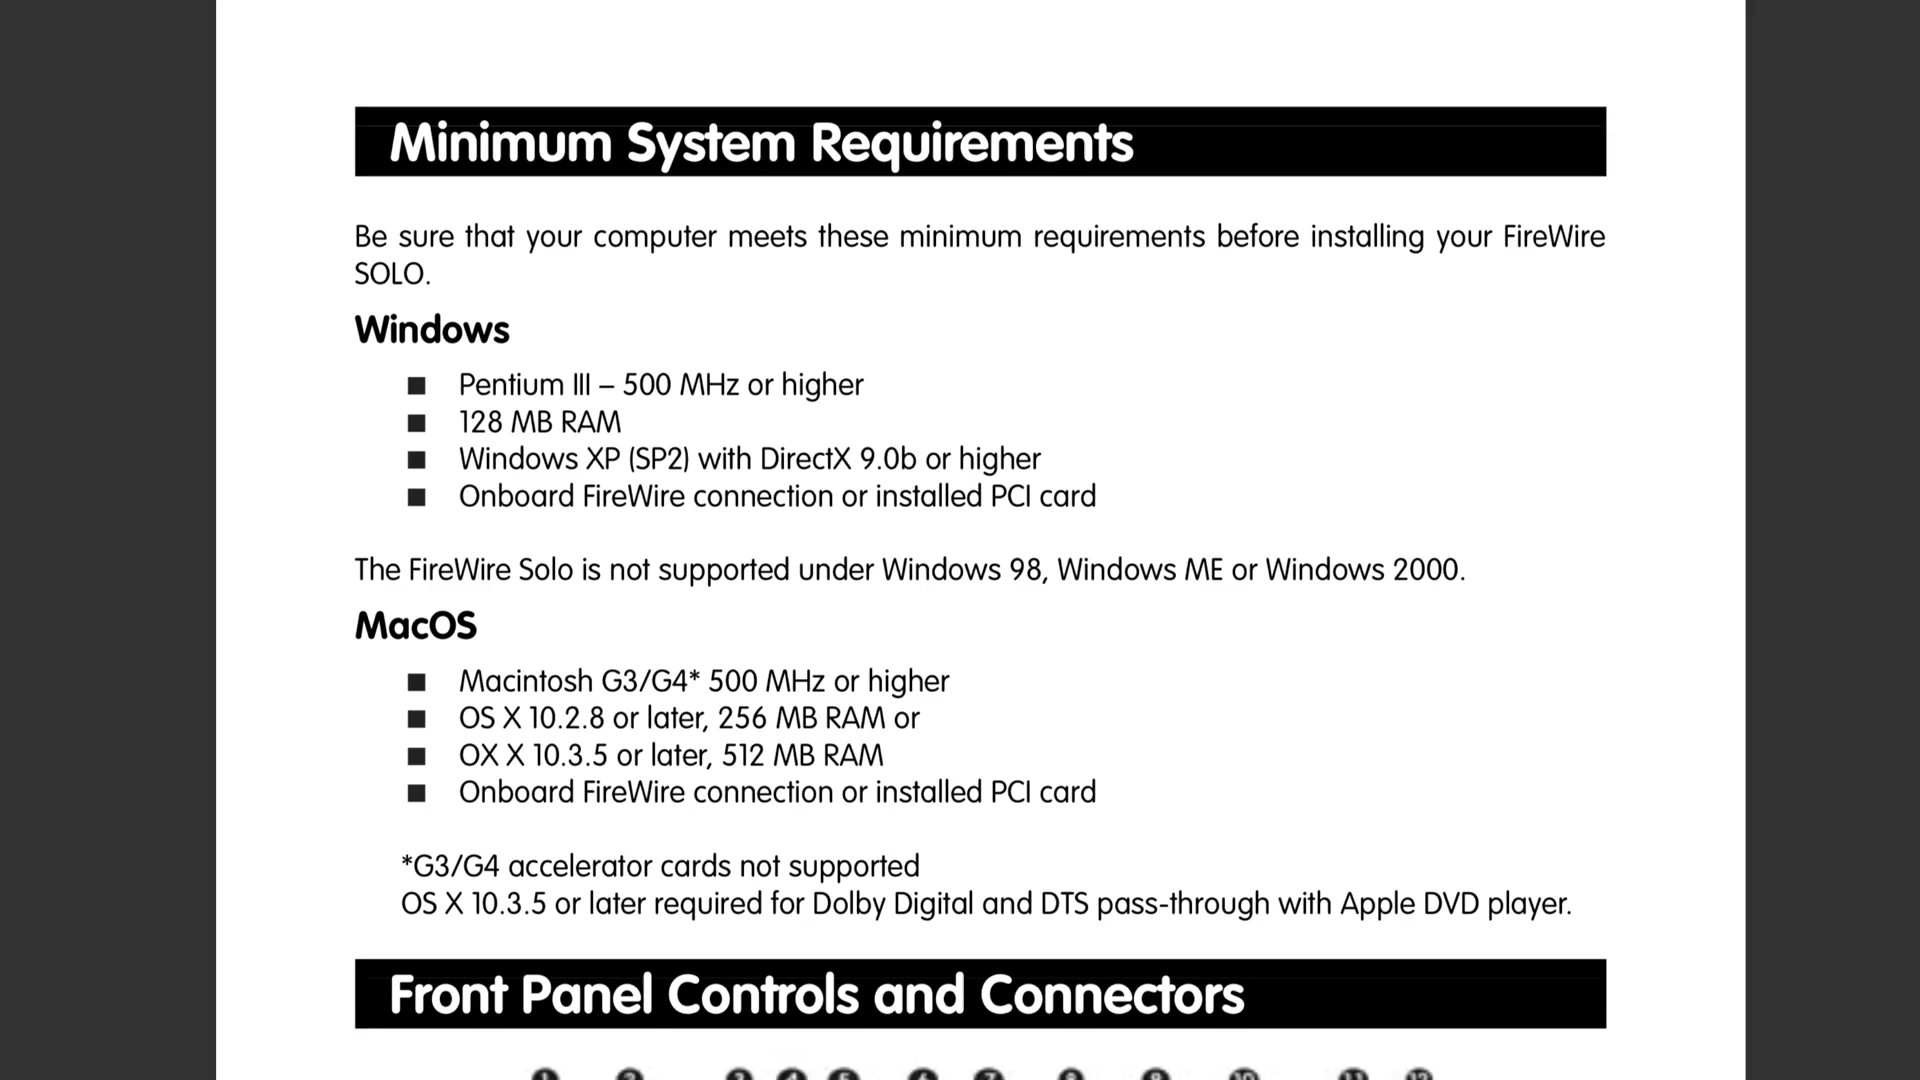 Minimum System Requirements
Be sure that your computer meets these minimum requirements before installing your FireWire
SOLO.
Windows
■ Pentium III – 500 MHz or higher
■ 128 MB RAM
■ Windows XP (SP2) with DirectX 9.0b or higher
■ Onboard FireWire connection or installed PCI card
The FireWire Solo is not supported under Windows 98, Windows ME or Windows 2000.
MacOS
■ Macintosh G3/G4* 500 MHz or higher
■ OS X 10.2.8 or later, 256 MB RAM or
■ OX X 10.3.5 or later, 512 MB RAM
■ Onboard FireWire connection or installed PCI card
*G3/G4 accelerator cards not supported
OS X 10.3.5 or later required for Dolby Digital and DTS pass-through with Apple DVD player.
Front Panel Controls and Connectors